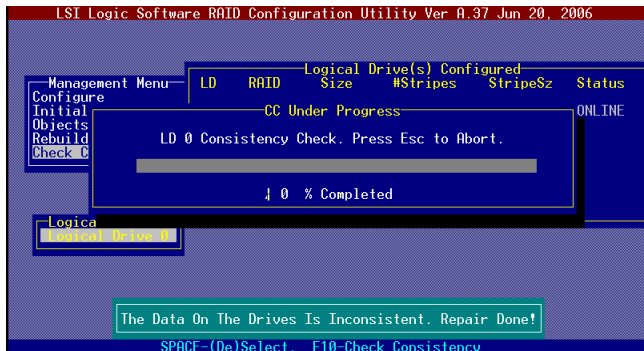 LSI Logic Software RAID Configuration Utility Ver A.37 Jun 20, 2006
Logical Drive(s) Configured
LD RAID Size #Stripes StripeSz Status
ONLINE
Management Menu
Configure
Initial
Objects
Rebuild
Check C
CC Under Progress
LD 0 Consistency Check. Press Esc to Abort.
0 % Completed
Logica
Logical Drive 0
The Data On The Drives Is Inconsistent. Repair Done!
SPACE-(De)Select, F10-Check Consistency